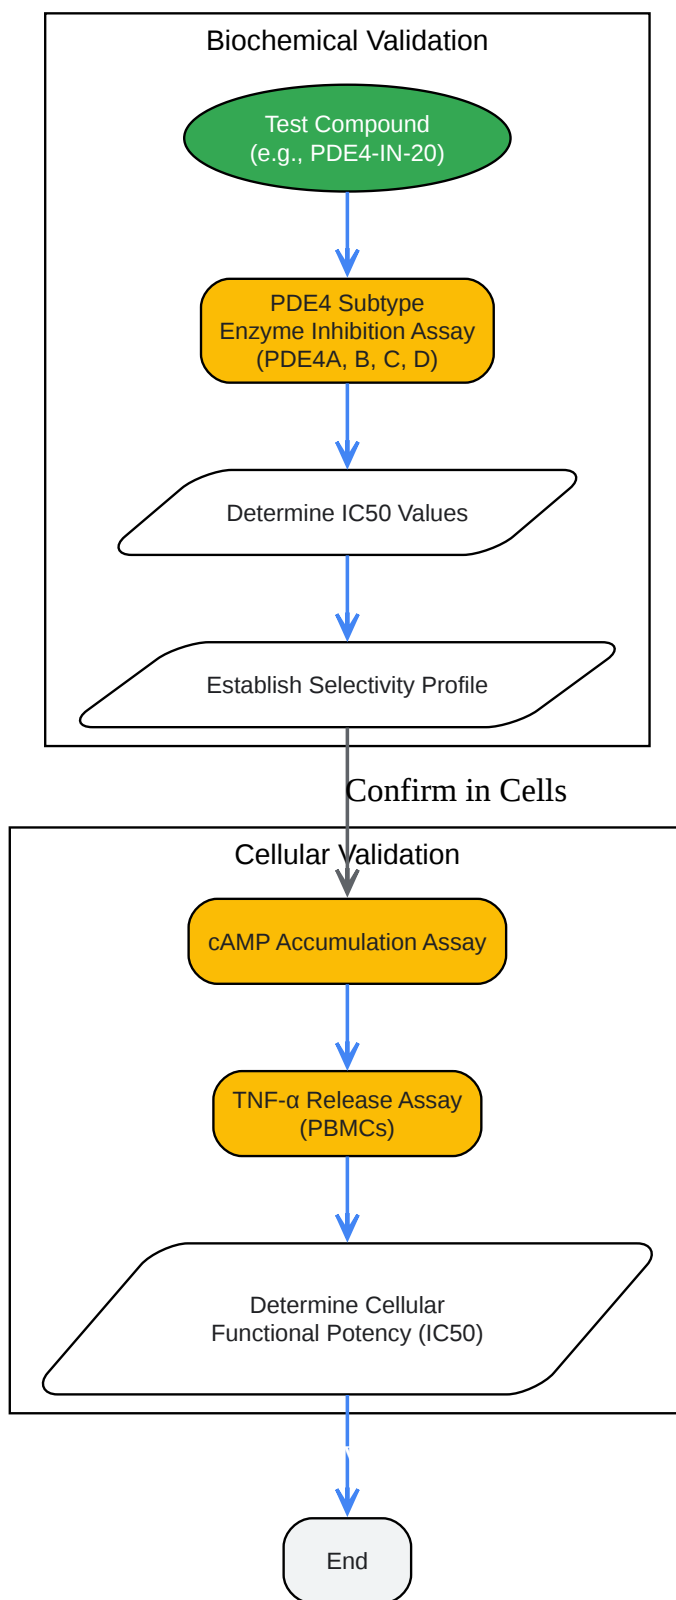 Biochemical Validation
Test Compound
(e.g., PDE4-IN-20)
PDE4 Subtype
Enzyme Inhibition Assay
(PDE4A, B, C, D)
Determine IC50 Values
Establish Selectivity Profile
Confirm in Cells
Cellular Validation
cAMP Accumulation Assay
TNF-α Release Assay
(PBMCs)
Determine Cellular
Functional Potency (IC50)
End